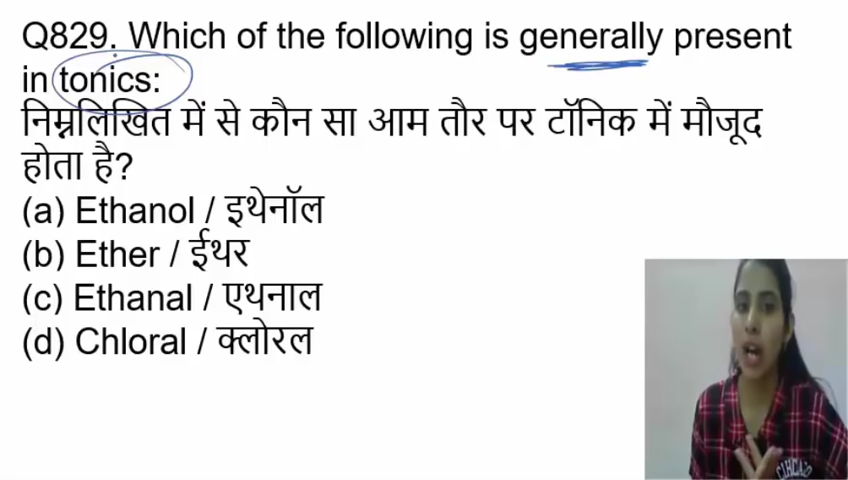 Q829. Which of the following is generally present
in tonics:
निम्नलिखित में से कौन सा आम तौर पर टॉनिक में मौजूद
होता है?
(a) Ethanol / इथेनॉल
(b) Ether / ईथर
(c) Ethanal / एथनाल
(d) Chloral / क्लोरल